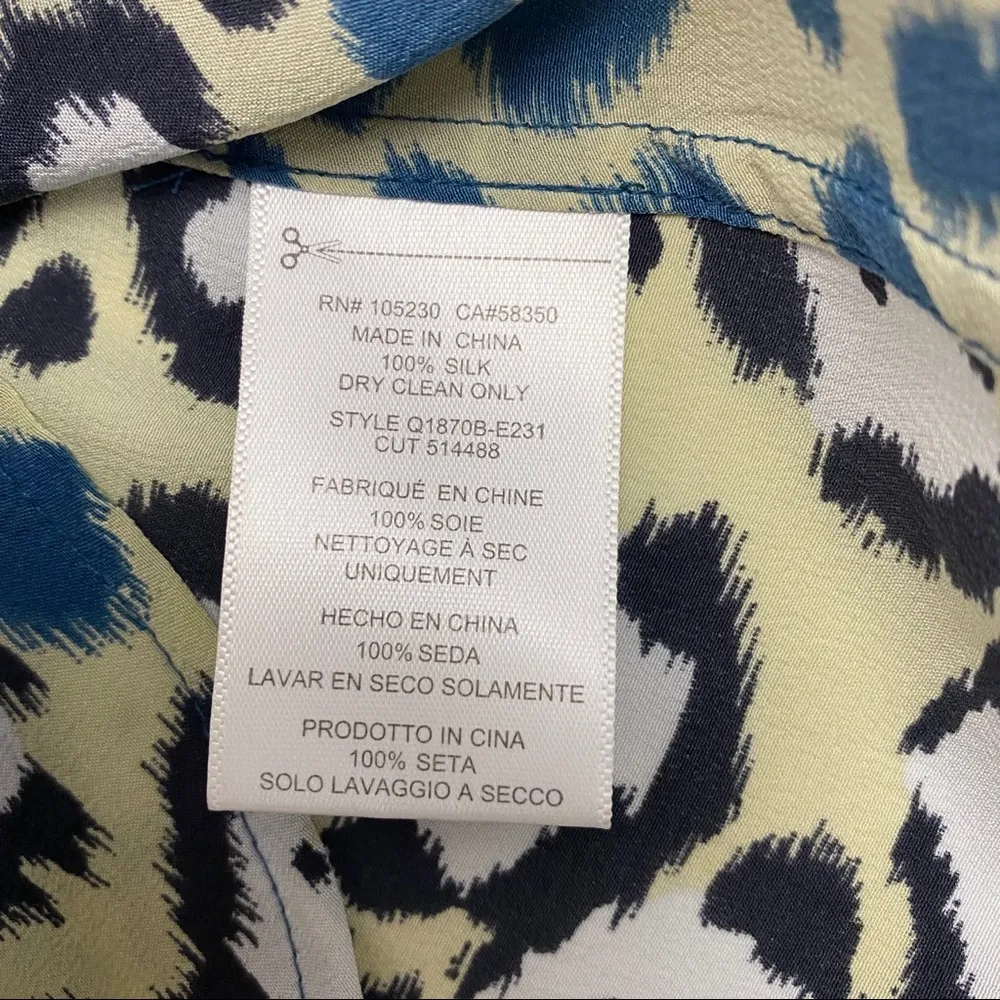 RN# 105230 CA#58350
MADE IN CHINA
100% SILK
DRY CLEAN ONLY
STYLE Q1870B-E231
CUT 514488
FABRIQUÉ EN CHINE
100% SOIE
NETTOYAGE À SEC
UNIQUEMENT
HECHO EN CHINA
100% SEDA
LAVAR EN SECO SOLAMENTE
PRODOTTO IN CINA
100% SETA
SOLO LAVAGGIO A SECCO